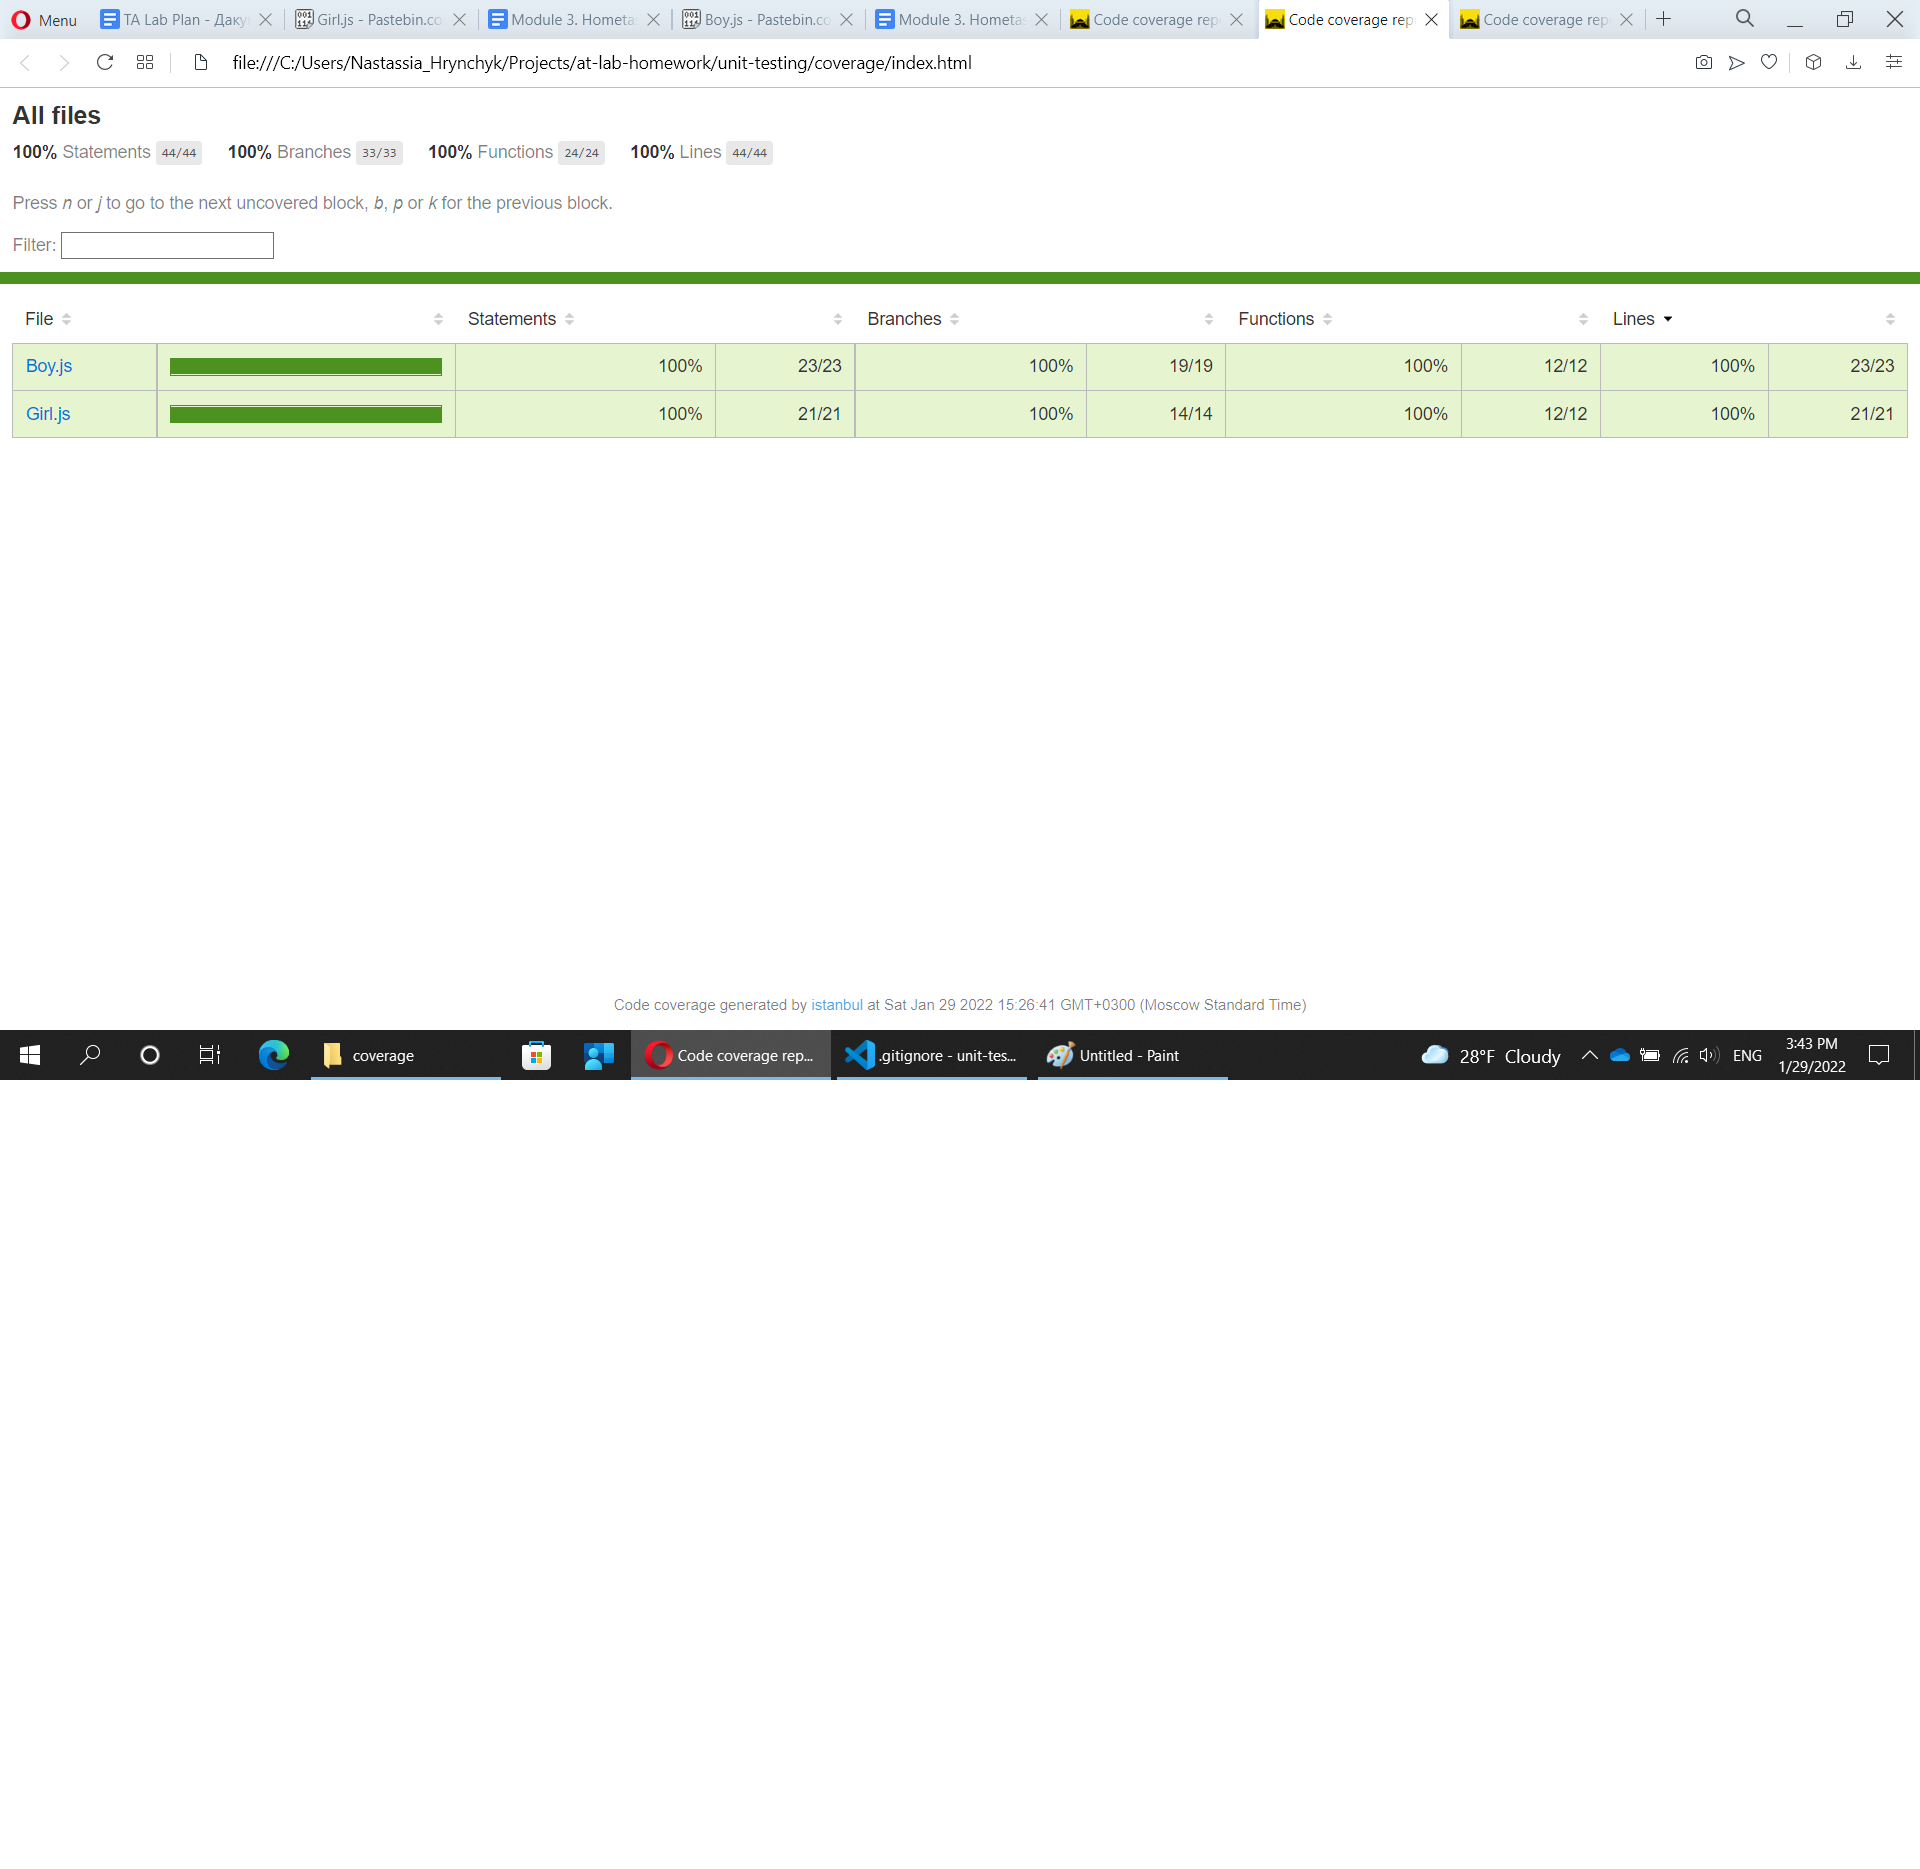 Menu
TA Lab Plan - Даку
Girl.js - Pastebin.co
Module 3. Hometas
Boy.js - Pastebin.co
Module 3. Hometas
Code coverage rep
Code coverage rep
Code coverage rep
file:///C:/Users/Nastassia_Hrynchyk/Projects/at-lab-homework/unit-testing/coverage/index.html
All files
100% Statements 44/44 100% Branches 33/33 100% Functions 24/24 100% Lines 44/44
Press n or j to go to the next uncovered block, b, p or k for the previous block.
Filter:
File Statements Branches Functions Lines
Boy.js 100% 23/23 100% 19/19 100% 12/12 100% 23/23
Girl.js 100% 21/21 100% 14/14 100% 12/12 100% 21/21
Code coverage generated by istanbul at Sat Jan 29 2022 15:26:41 GMT+0300 (Moscow Standard Time)
coverage
Code coverage rep...
.gitignore - unit-tes...
Untitled - Paint
28°F Cloudy
ENG
3:43 PM
1/29/2022